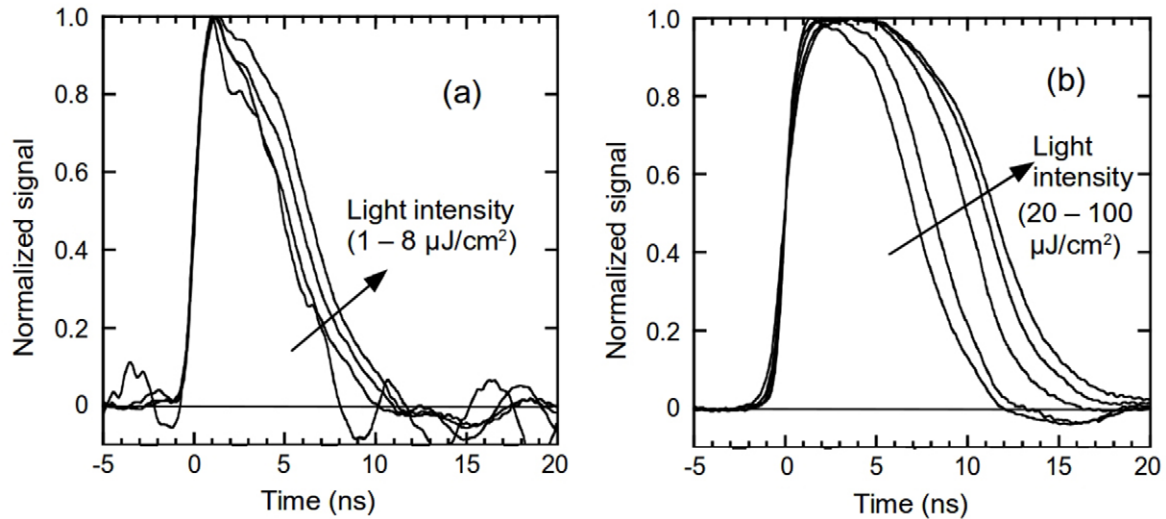 1.0
0.8
0.6
0.4
0.2
0
-5
0
5
10
15
20
Normalized signal
Time (ns)
(a)
Light intensity
(1 – 8 μJ/cm²)
1.0
0.8
0.6
0.4
0.2
0
-5
0
5
10
15
20
Normalized signal
Time (ns)
(b)
Light
intensity
(20 – 100
μJ/cm²)